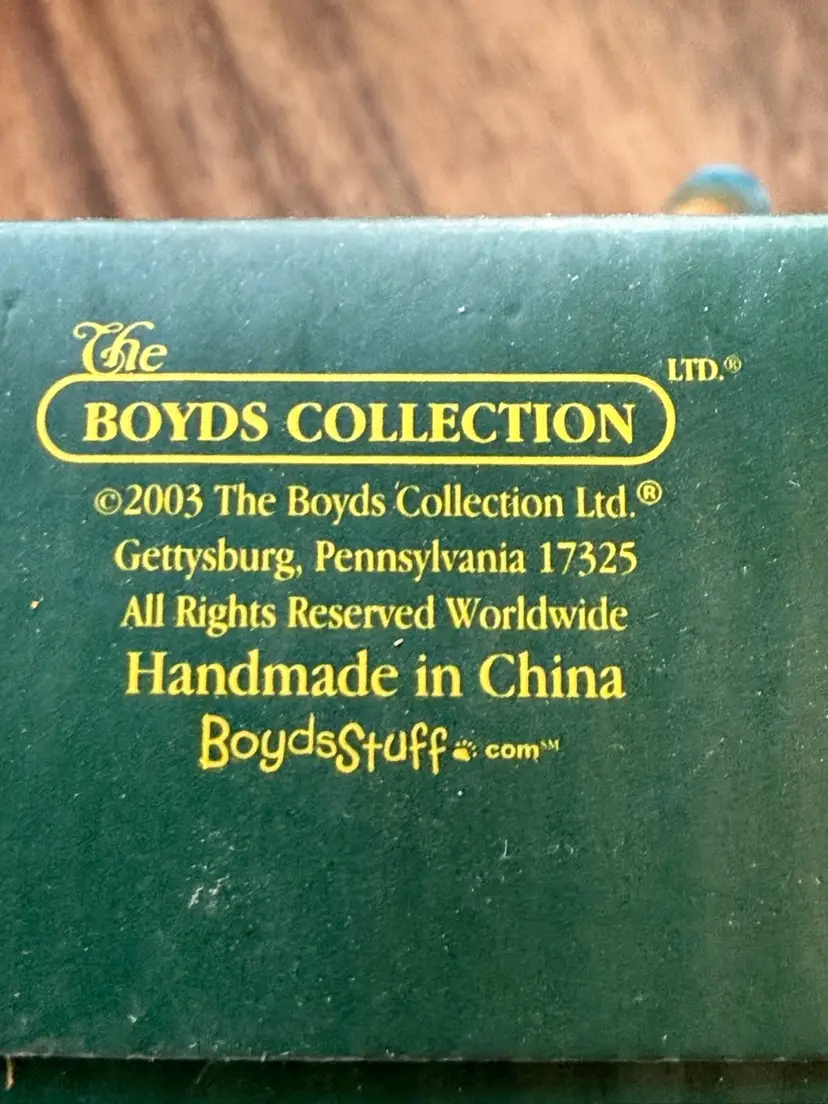 The
BOYDS COLLECTION LTD.®
©2003 The Boyds Collection Ltd.®
Gettysburg, Pennsylvania 17325
All Rights Reserved Worldwide
Handmade in China
BoydsStuff.com℠